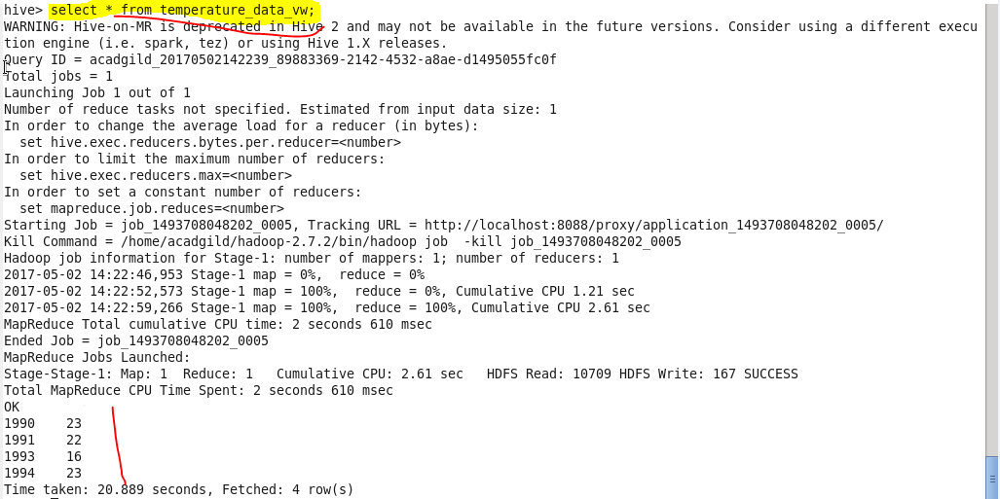 hive> select * from temperature_data_vw;
WARNING: Hive-on-MR is deprecated in Hive 2 and may not be available in the future versions. Consider using a different execu
tion engine (i.e. spark, tez) or using Hive 1.X releases.
Query ID = acadgild_20170502142239_89883369-2142-4532-a8ae-d1495055fc0f
Total jobs = 1
Launching Job 1 out of 1
Number of reduce tasks not specified. Estimated from input data size: 1
In order to change the average load for a reducer (in bytes):
  set hive.exec.reducers.bytes.per.reducer=<number>
In order to limit the maximum number of reducers:
  set hive.exec.reducers.max=<number>
In order to set a constant number of reducers:
  set mapreduce.job.reduces=<number>
Starting Job = job_1493708048202_0005, Tracking URL = http://localhost:8088/proxy/application_1493708048202_0005/
Kill Command = /home/acadgild/hadoop-2.7.2/bin/hadoop job  -kill job_1493708048202_0005
Hadoop job information for Stage-1: number of mappers: 1; number of reducers: 1
2017-05-02 14:22:46,953 Stage-1 map = 0%,  reduce = 0%
2017-05-02 14:22:52,573 Stage-1 map = 100%,  reduce = 0%, Cumulative CPU 1.21 sec
2017-05-02 14:22:59,266 Stage-1 map = 100%,  reduce = 100%, Cumulative CPU 2.61 sec
MapReduce Total cumulative CPU time: 2 seconds 610 msec
Ended Job = job_1493708048202_0005
MapReduce Jobs Launched:
Stage-Stage-1: Map: 1  Reduce: 1   Cumulative CPU: 2.61 sec   HDFS Read: 10709 HDFS Write: 167 SUCCESS
Total MapReduce CPU Time Spent: 2 seconds 610 msec
OK
1990    23
1991    22
1993    16
1994    23
Time taken: 20.889 seconds, Fetched: 4 row(s)